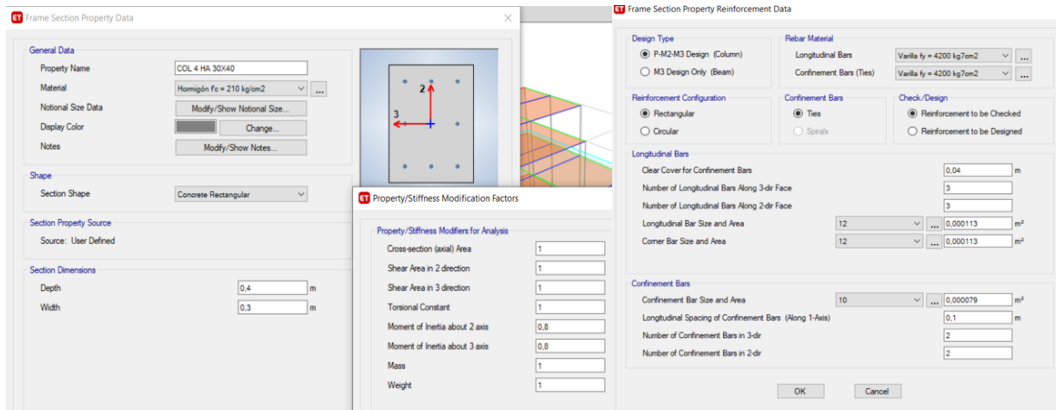 Frame Section Property Data
General Data
Property Name COL 4 HA 30X40
Material Hormigón f'c = 210 kg/cm2 ...
Notional Size Data Modify/Show Notional Size...
Display Color Change...
Notes Modify/Show Notes...
Shape
Section Shape Concrete Rectangular
Section Property Source
Source: User Defined
Section Dimensions
Depth 0,4 m
Width 0,3 m
2
3
Property/Stiffness Modification Factors
Property/Stiffness Modifiers for Analysis
Cross-section (axial) Area 1
Shear Area in 2 direction 1
Shear Area in 3 direction 1
Torsional Constant 1
Moment of Inertia about 2 axis 0,8
Moment of Inertia about 3 axis 0,8
Mass 1
Weight 1
Frame Section Property Reinforcement Data
Design Type
P-M2-M3 Design (Column)
M3 Design Only (Beam)
Rebar Material
Longitudinal Bars Varilla fy = 4200 kg7cm2 ...
Confinement Bars (Ties) Varilla fy = 4200 kg7cm2 ...
Reinforcement Configuration
Rectangular
Circular
Confinement Bars
Ties
Spirals
Check/Design
Reinforcement to be Checked
Reinforcement to be Designed
Longitudinal Bars
Clear Cover for Confinement Bars 0,04 m
Number of Longitudinal Bars Along 3-dir Face 3
Number of Longitudinal Bars Along 2-dir Face 3
Longitudinal Bar Size and Area 12 ... 0,000113 m²
Corner Bar Size and Area 12 ... 0,000113 m²
Confinement Bars
Confinement Bar Size and Area 10 ... 0,000079 m²
Longitudinal Spacing of Confinement Bars (Along 1-Axis) 0,1 m
Number of Confinement Bars in 3-dir 2
Number of Confinement Bars in 2-dir 2
OK Cancel